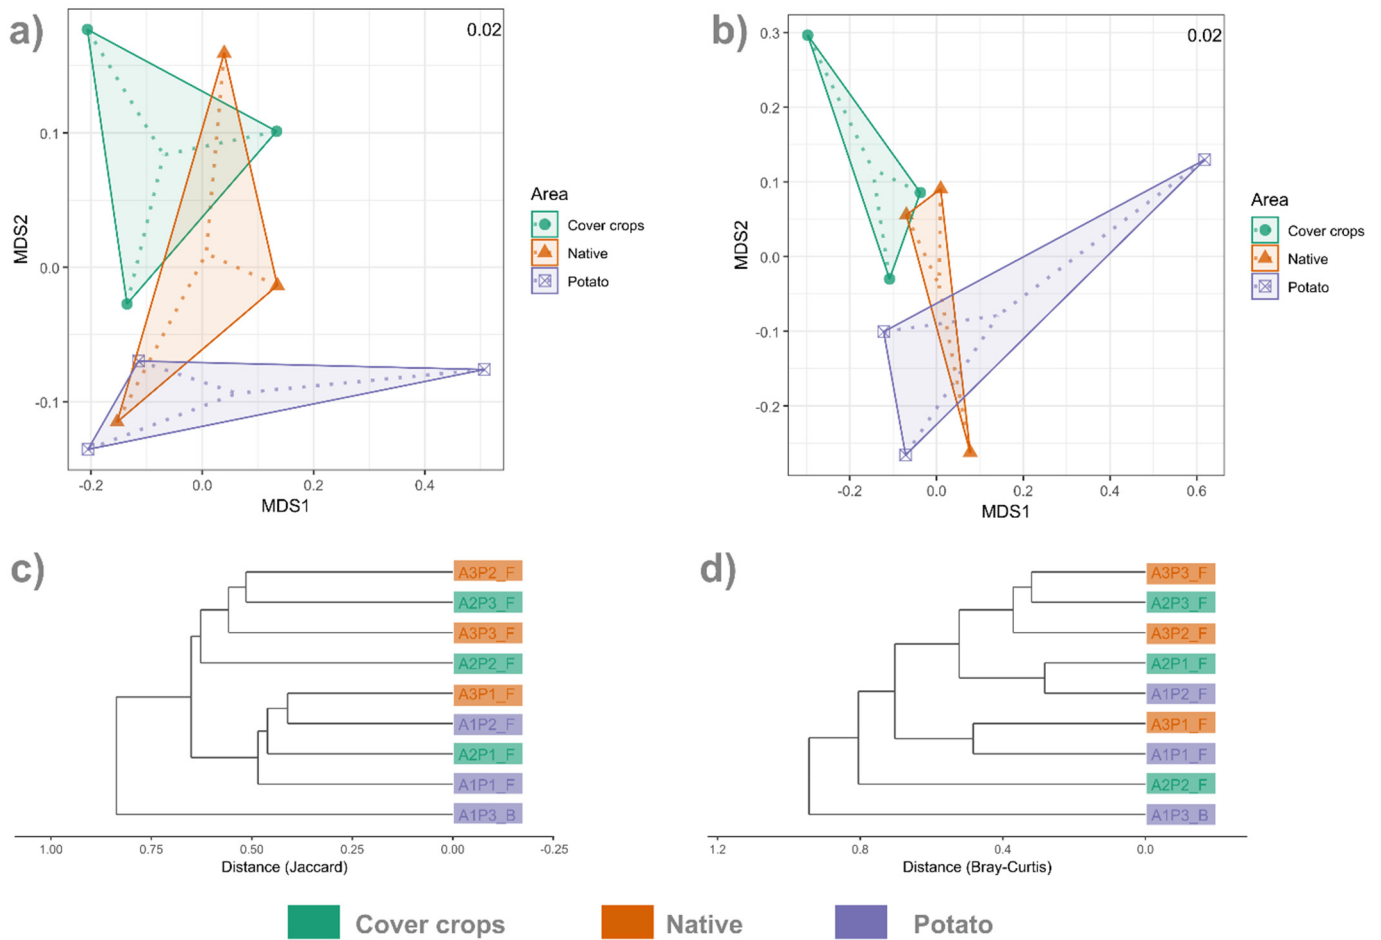 a)
0.02
0.1
0.0
-0.1
MDS2
-0.2
0.0
0.2
0.4
MDS1
Area
Cover crops
Native
Potato
b)
0.02
0.3
0.2
0.1
0.0
-0.1
-0.2
MDS2
-0.2
0.0
0.2
0.4
0.6
MDS1
Area
Cover crops
Native
Potato
c)
A3P2_F
A2P3_F
A3P3_F
A2P2_F
A3P1_F
A1P2_F
A2P1_F
A1P1_F
A1P3_B
1.00
0.75
0.50
0.25
0.00
-0.25
Distance (Jaccard)
d)
A3P3_F
A2P3_F
A3P2_F
A2P1_F
A1P2_F
A3P1_F
A1P1_F
A2P2_F
A1P3_B
1.2
0.8
0.4
0.0
Distance (Bray-Curtis)
Cover crops
Native
Potato